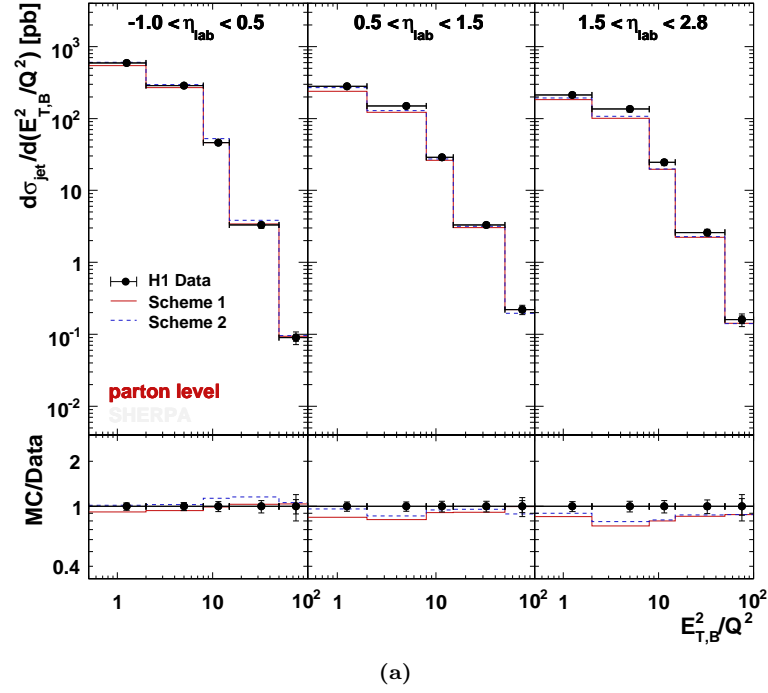 dσ_jet/d(E²_T,B/Q²) [pb]
-1.0 < η_lab < 0.5
0.5 < η_lab < 1.5
1.5 < η_lab < 2.8
10³
10²
10
1
10⁻¹
10⁻²
H1 Data
Scheme 1
Scheme 2
parton level
SHERPA
MC/Data
2
1
0.4
1 10 10² 1 10 10² 1 10 10²
E²_T,B/Q²
(a)